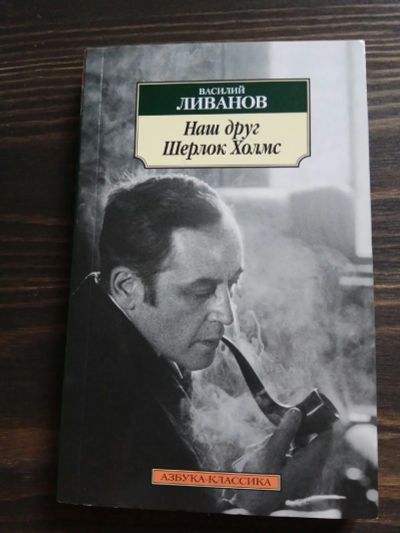 ВАСИЛИЙ
ЛИВАНОВ
Наш друг
Шерлок Холмс
АЗБУКА-КЛАССИКА